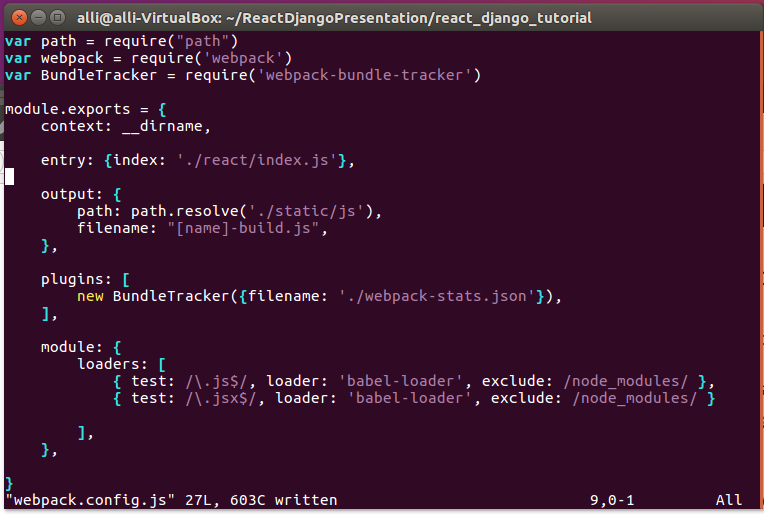 alli@alli-VirtualBox: ~/ReactDjangoPresentation/react_django_tutorial
var path = require("path")
var webpack = require('webpack')
var BundleTracker = require('webpack-bundle-tracker')
module.exports = {
    context: __dirname,
    entry: {index: './react/index.js'},
    output: {
        path: path.resolve('./static/js'),
        filename: "[name]-build.js",
    },
    plugins: [
        new BundleTracker({filename: './webpack-stats.json'}),
    ],
    module: {
        loaders: [
            { test: /\.js$/, loader: 'babel-loader', exclude: /node_modules/ },
            { test: /\.jsx$/, loader: 'babel-loader', exclude: /node_modules/ }
        ],
    },
}
"webpack.config.js" 27L, 603C written 9,0-1 All